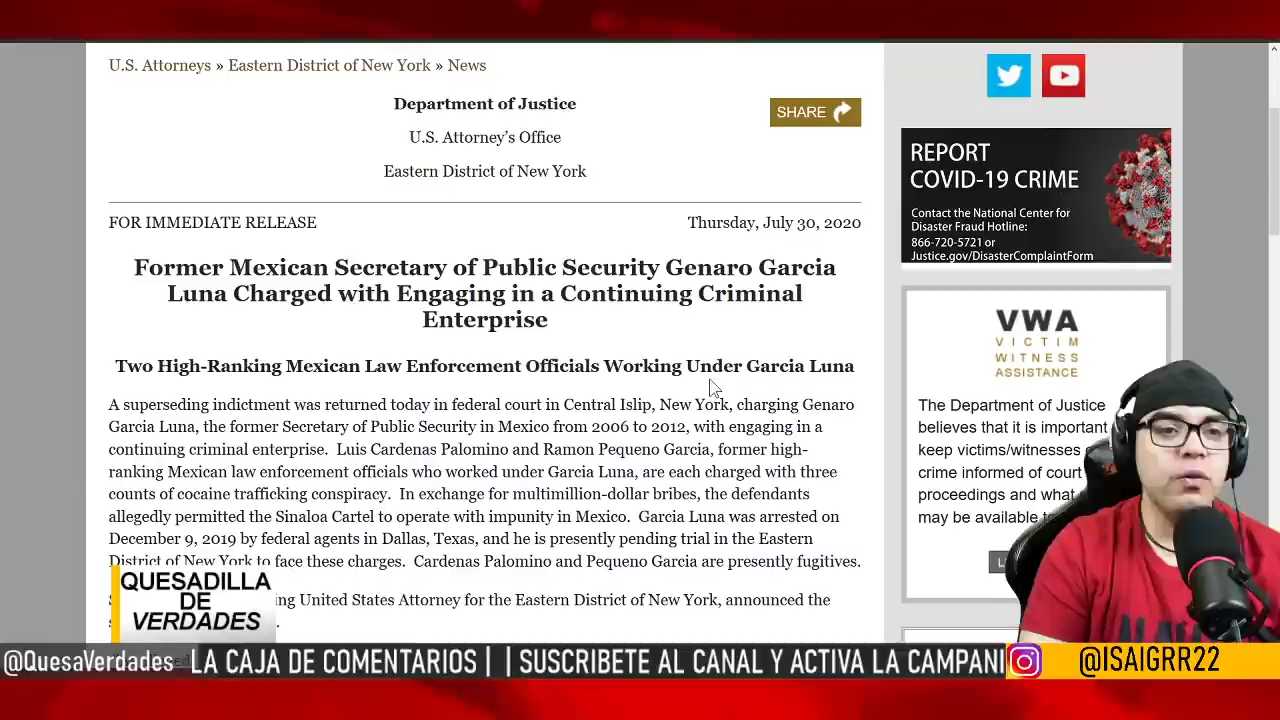 U.S. Attorneys » Eastern District of New York » News
Department of Justice
SHARE
U.S. Attorney's Office
Eastern District of New York
FOR IMMEDIATE RELEASE
Thursday, July 30, 2020
Former Mexican Secretary of Public Security Genaro Garcia
Luna Charged with Engaging in a Continuing Criminal
Enterprise
Two High-Ranking Mexican Law Enforcement Officials Working Under Garcia Luna
A superseding indictment was returned today in federal court in Central Islip, New York, charging Genaro
Garcia Luna, the former Secretary of Public Security in Mexico from 2006 to 2012, with engaging in a
continuing criminal enterprise.  Luis Cardenas Palomino and Ramon Pequeno Garcia, former high-
ranking Mexican law enforcement officials who worked under Garcia Luna, are each charged with three
counts of cocaine trafficking conspiracy.  In exchange for multimillion-dollar bribes, the defendants
allegedly permitted the Sinaloa Cartel to operate with impunity in Mexico.  Garcia Luna was arrested on
December 9, 2019 by federal agents in Dallas, Texas, and he is presently pending trial in the Eastern
District of New York to face these charges.  Cardenas Palomino and Pequeno Garcia are presently fugitives.
ing United States Attorney for the Eastern District of New York, announced the
REPORT
COVID-19 CRIME
Contact the National Center for
Disaster Fraud Hotline:
866-720-5721 or
Justice.gov/DisasterComplaintForm
VWA
VICTIM
WITNESS
ASSISTANCE
The Department of Justice
believes that it is important
keep victims/witnesses
crime informed of court
proceedings and what
may be available
QUESADILLA
DE
VERDADES
@QuesaVerdades
LA CAJA DE COMENTARIOS | | SUSCRIBETE AL CANAL Y ACTIVA LA CAMPANI
@ISAIGRR22